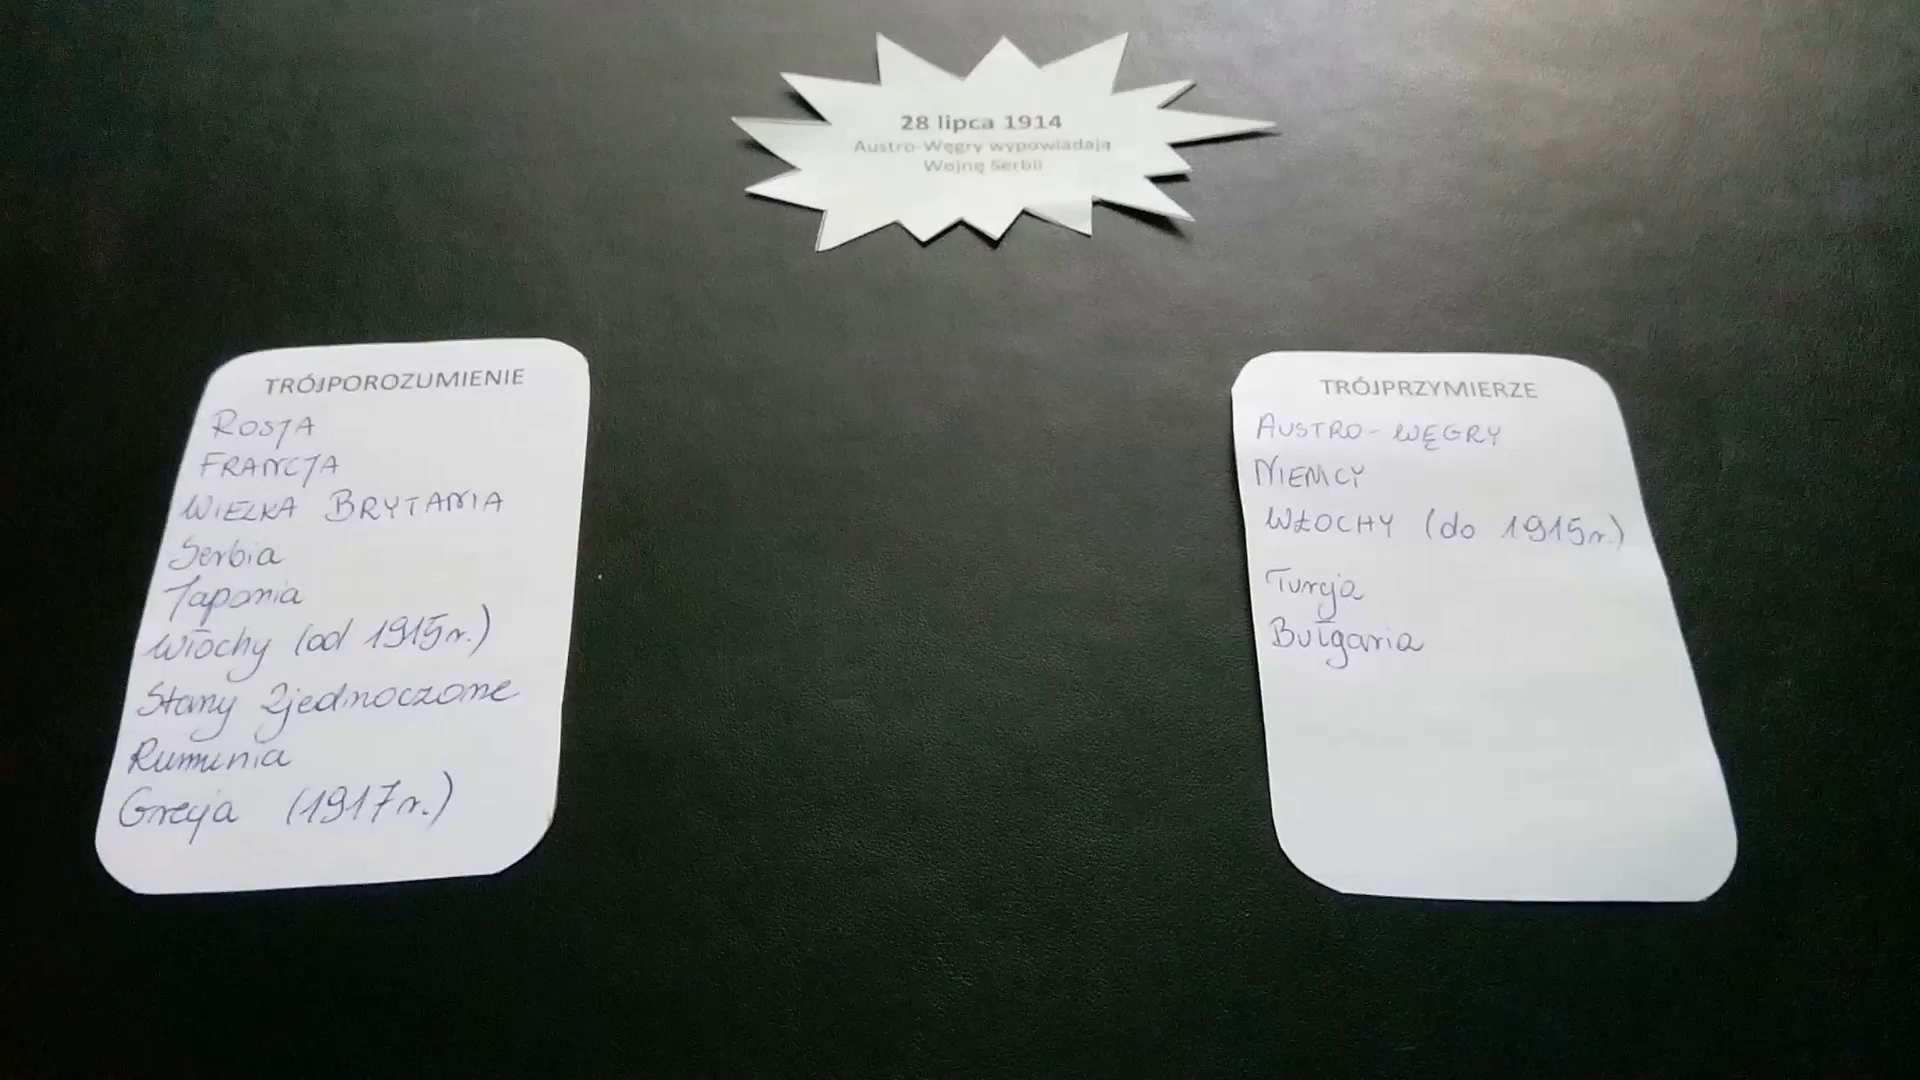 28 lipca 1914
Austro-Węgry wypowiadają
Wojnę Serbii
TRÓJPOROZUMIENIE
ROSJA
FRANCJA
WIELKA BRYTANIA
Serbia
Japonia
Włochy (od 1915r.)
Stany Zjednoczone
Rumunia
Grecja (1917r.)
TRÓJPRZYMIERZE
AUSTRO-WĘGRY
NIEMCY
WŁOCHY (do 1915r.)
Turcja
Bułgaria